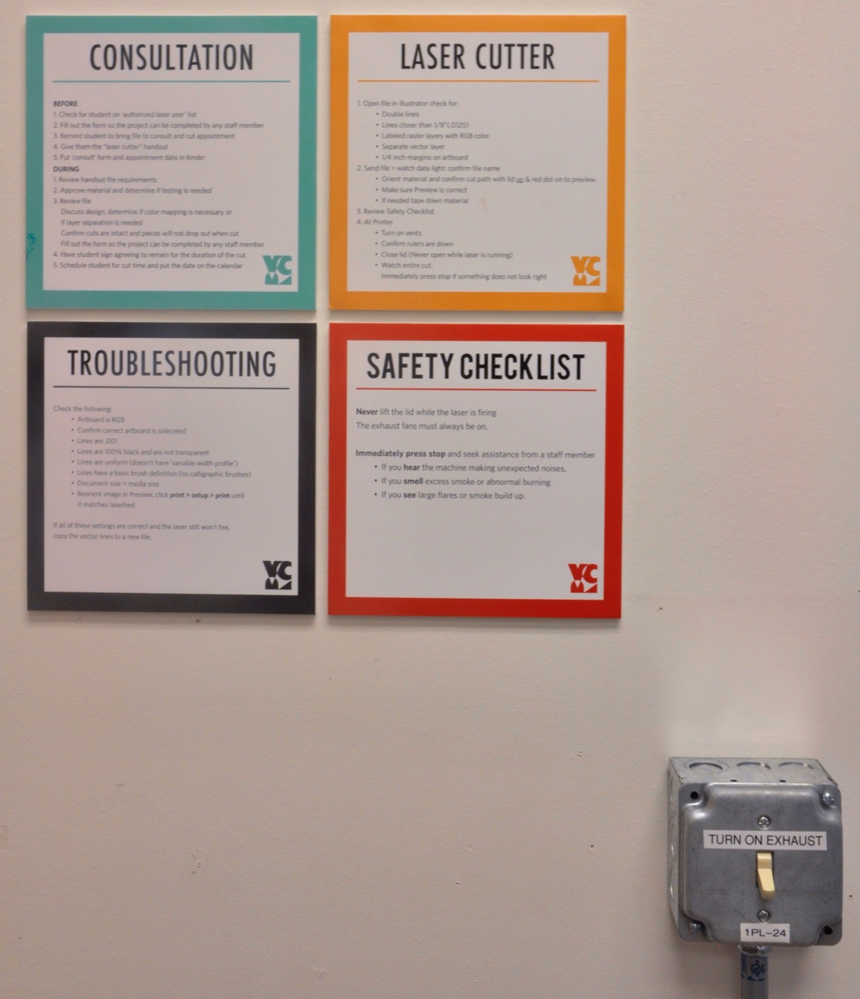 CONSULTATION
BEFORE
1. Check for student on 'authorized laser user' list
2. Fill out the form so the project can be completed by any staff member
3. Remind student to bring file to consult and cut appointment
4. Give them the "laser cutter" handout
5. Put 'consult' form and appointment date in binder
DURING
1. Review handout file requirements
2. Approve material and determine if testing is needed
3. Review file
Discuss design, determine if color mapping is necessary or
if layer separation is needed
Confirm cuts are intact and pieces will not drop out when cut
Fill out the form so the project can be completed by any staff member
4. Have student sign agreeing to remain for the duration of the cut
5. Schedule student for cut time and put the date on the calendar
LASER CUTTER
1. Open file in illustrator check for:
• Double lines
• Lines closer than 1/8"(.0125)
• Labeled raster layers with RGB color
• Separate vector layer
• 1/4 inch margins on artboard
2. Send file > watch data light: confirm file name
• Orient material and confirm cut path with lid up & red dot on to preview.
• Make sure Preview is correct
• If needed tape down material
3. Review Safety Checklist
4. At Printer
• Turn on vents
• Confirm rulers are down
• Close lid (Never open while laser is running)
• Watch entire cut.
Immediately press stop if something does not look right
TROUBLESHOOTING
Check the following:
• Artboard is RGB
• Confirm correct artboard is seleceted
• Lines are .001
• Lines are 100% black and are not transparent
• Lines are uniform (doesn't have 'variable width profile')
• Lines have a basic brush definition (no calligraphic brushes)
• Document size = media size
• Reorient image in Preview, click print > setup > print until
it matches laserbed
If all of these settings are correct and the laser still won't fire,
copy the vector lines to a new file.
SAFETY CHECKLIST
Never lift the lid while the laser is firing
The exhaust fans must always be on.
Immediately press stop and seek assistance from a staff member
• If you hear the machine making unexpected noises,
• If you smell excess smoke or abnormal burning
• If you see large flares or smoke build up.
TURN ON EXHAUST
1PL-24